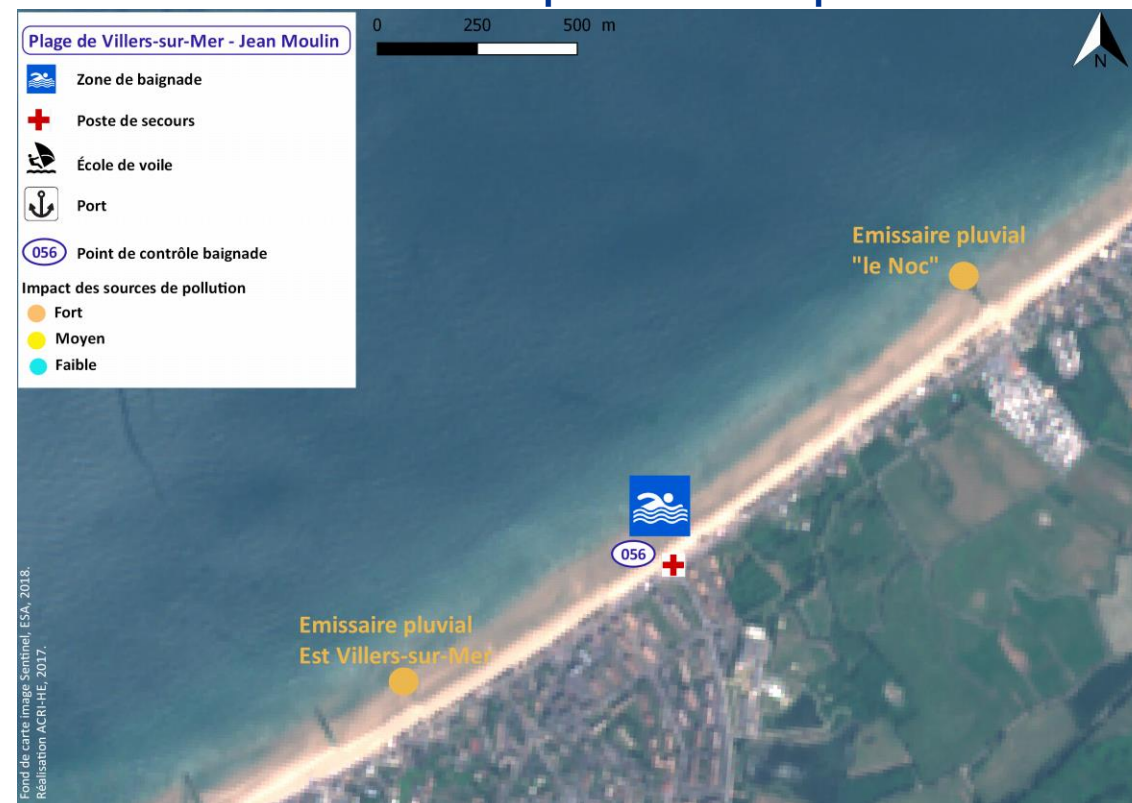 Plage de Villers-sur-Mer - Jean Moulin
Zone de baignade
Poste de secours
École de voile
Port
056 Point de contrôle baignade
Impact des sources de pollution
Fort
Moyen
Faible
0 250 500 m
N
Emissaire pluvial
"le Noc"
056
Emissaire pluvial
Est Villers-sur-Mer
Fond de carte image Sentinel, ESA, 2018.
Réalisation ACRI-HE, 2017.